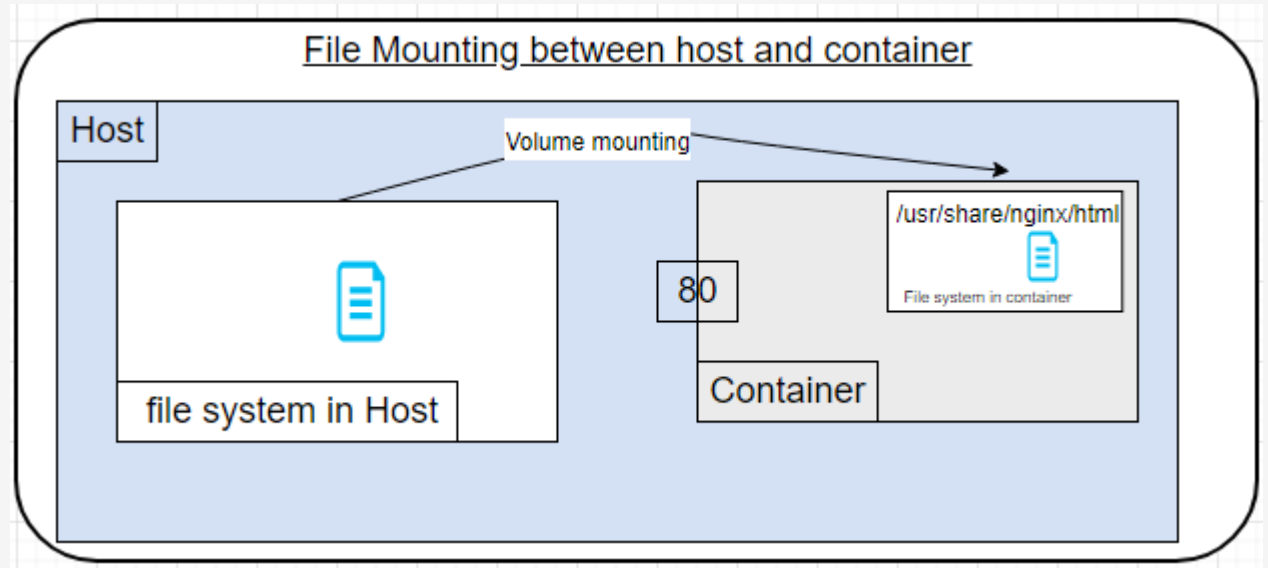 File Mounting between host and container
Host
Volume mounting
/usr/share/nginx/html
File system in container
80
Container
file system in Host